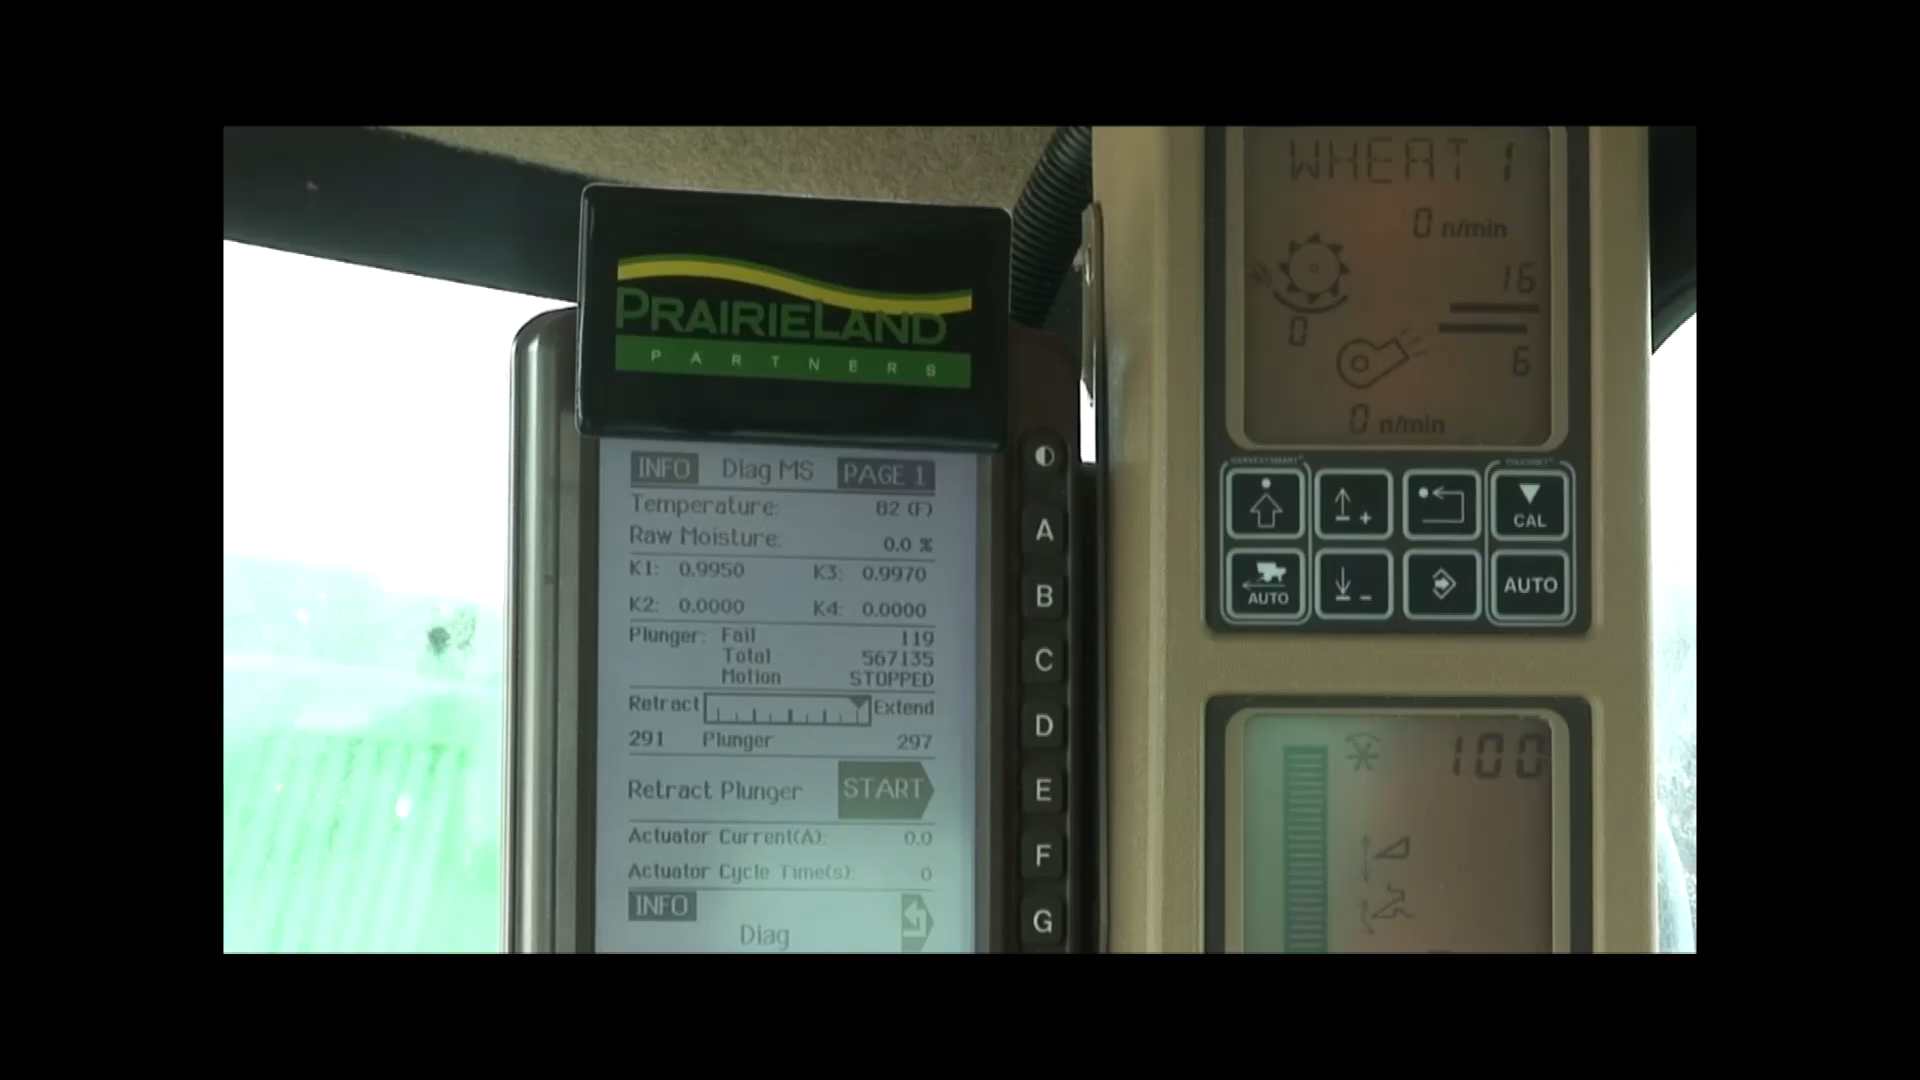 PRAIRIELAND
PARTNERS
INFO Diag MS PAGE 1
Temperature: 82 (F)
Raw Moisture: 0.0 %
K1: 0.9950 K3: 0.9970
K2: 0.0000 K4: 0.0000
Plunger: Fail 119
Total 567135
Motion STOPPED
Retract Extend
291 Plunger 297
Retract Plunger START
Actuator Current(A): 0.0
Actuator Cycle Time(s): 0
INFO
Diag
A
B
C
D
E
F
G
WHEAT 1
0 n/min
16
0
6
0 n/min
+ CAL
AUTO - AUTO
100